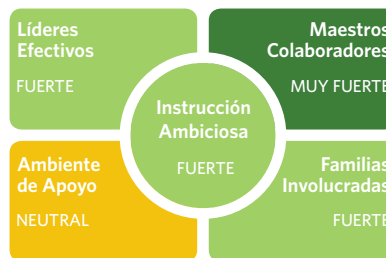 Líderes
Efectivos
FUERTE
Maestros
Colaboradores
MUY FUERTE
Instrucción
Ambiciosa
FUERTE
Ambiente
de Apoyo
NEUTRAL
Familias
Involucradas
FUERTE